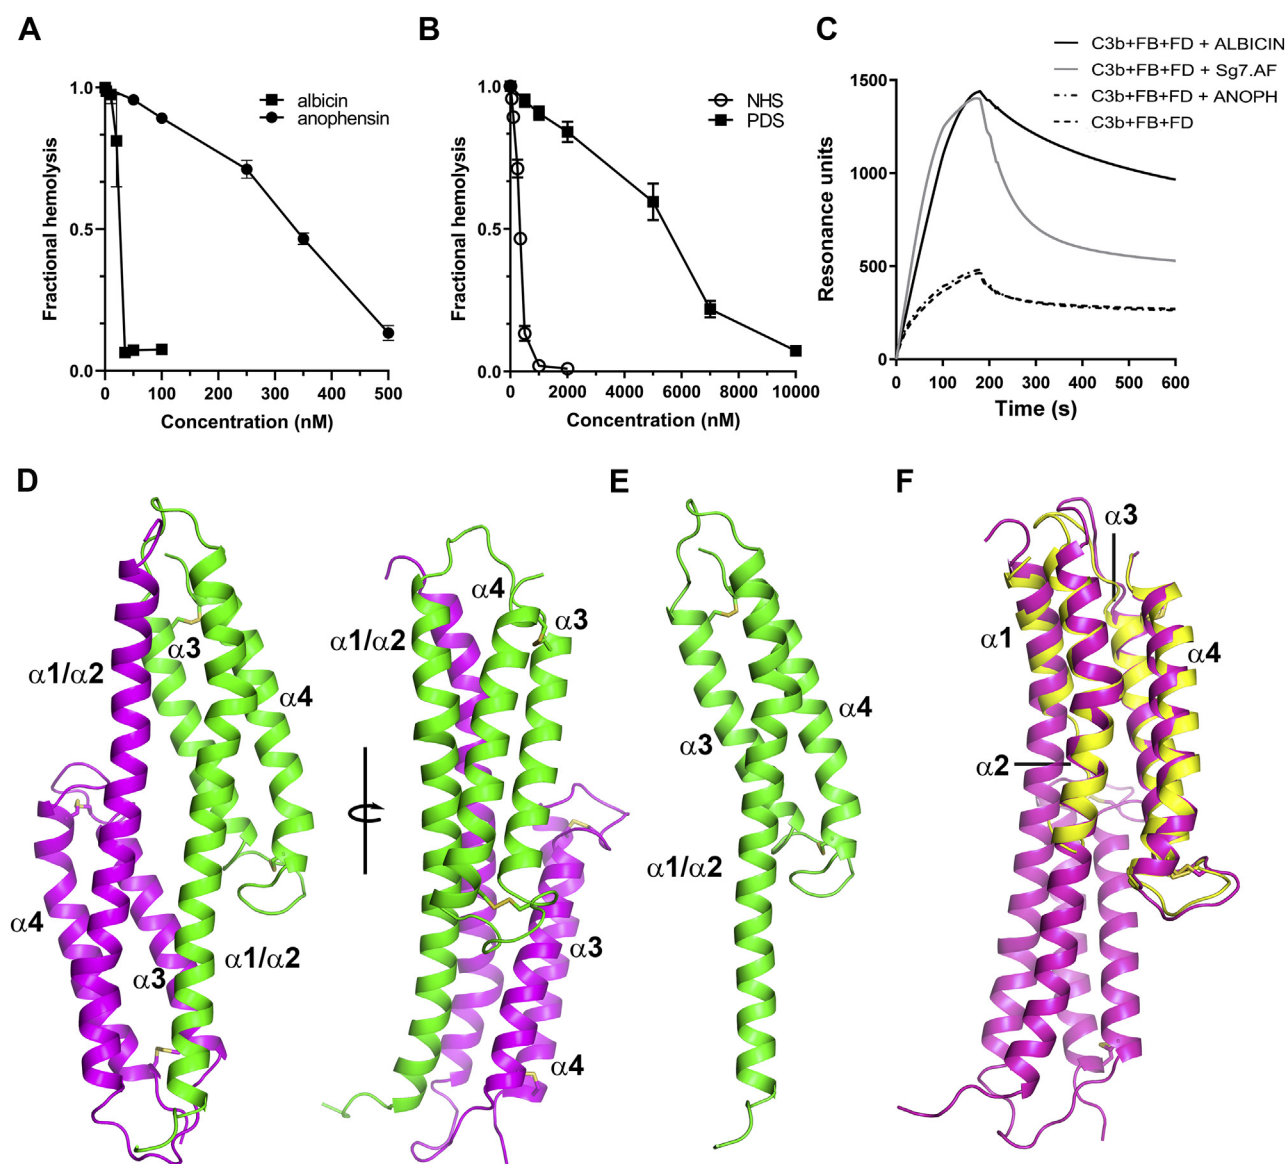 A
Fractional hemolysis
1.0
0.5
0.0
0
100
200
300
400
500
Concentration (nM)
albicin
anophensin
B
Fractional hemolysis
1.0
0.5
0.0
0
2000
4000
6000
8000
10000
Concentration (nM)
NHS
PDS
C
C3b+FB+FD + ALBICIN
C3b+FB+FD + Sg7.AF
C3b+FB+FD + ANOPH
C3b+FB+FD
Resonance units
1500
1000
500
0
0
100
200
300
400
500
600
Time (s)
D
α3
α1/α2
α4
α4
α3
α1/α2
α4
α3
α1/α2
α3
α4
E
α4
α3
α1/α2
F
α3
α1
α4
α2